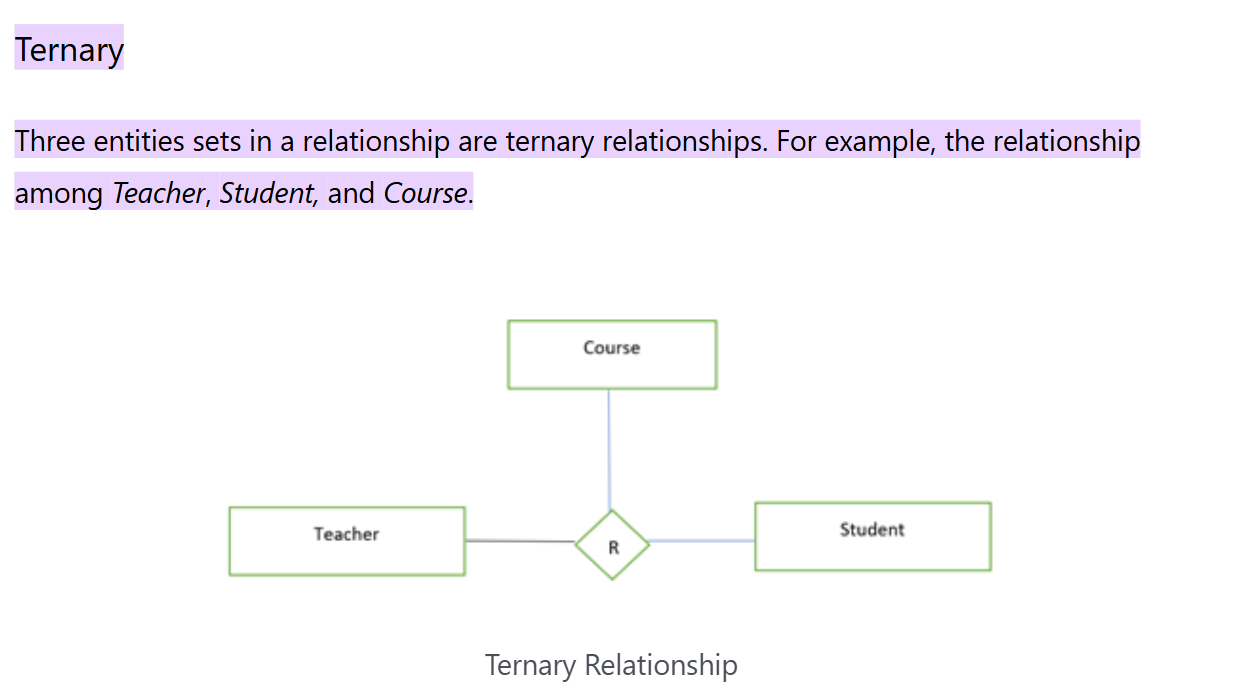 Ternary
Three entities sets in a relationship are ternary relationships. For example, the relationship
among Teacher, Student, and Course.
Course
Teacher
R
Student
Ternary Relationship